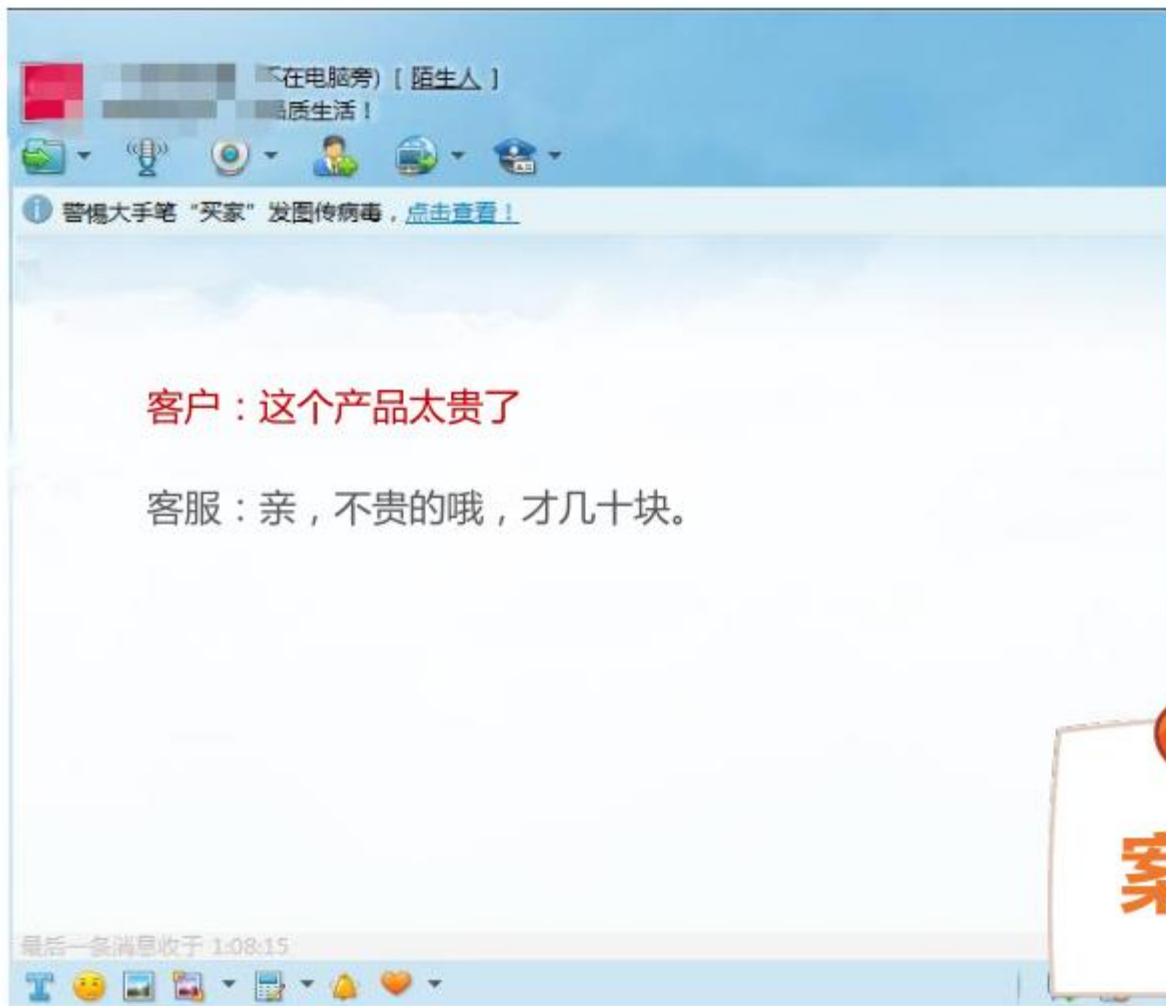 在电脑旁) [ 陌生人 ]
品质生活！
警惕大手笔“买家”发图传病毒，点击查看！
客户：这个产品太贵了
客服：亲，不贵的哦，才几十块。
案
最后一条消息收于 1:08:15